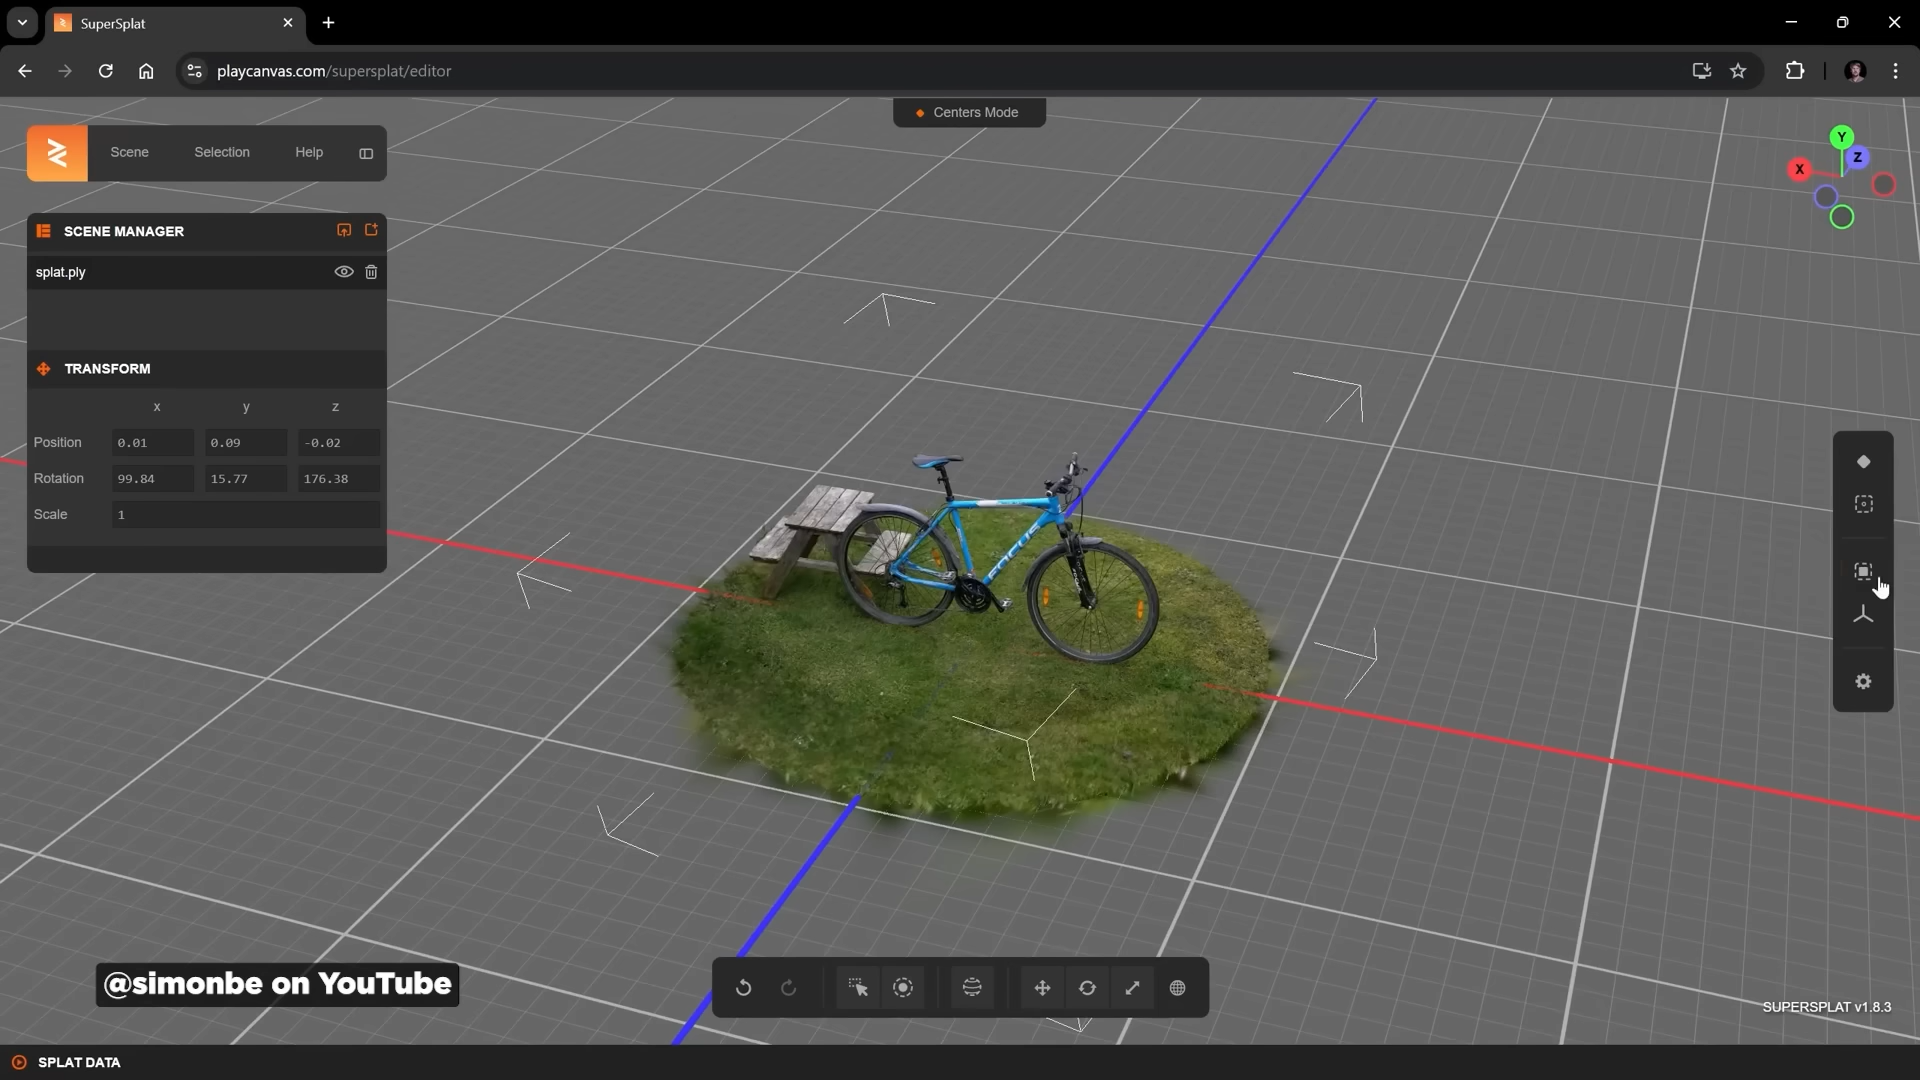 SuperSplat
playcanvas.com/supersplat/editor
Centers Mode
Scene Selection Help
Y
Z
X
SCENE MANAGER
splat.ply
TRANSFORM
x y z
Position 0.01 0.09 -0.02
Rotation 99.84 15.77 176.38
Scale 1
FOCUS
@simonbe on YouTube
SUPERSPLAT v1.8.3
SPLAT DATA